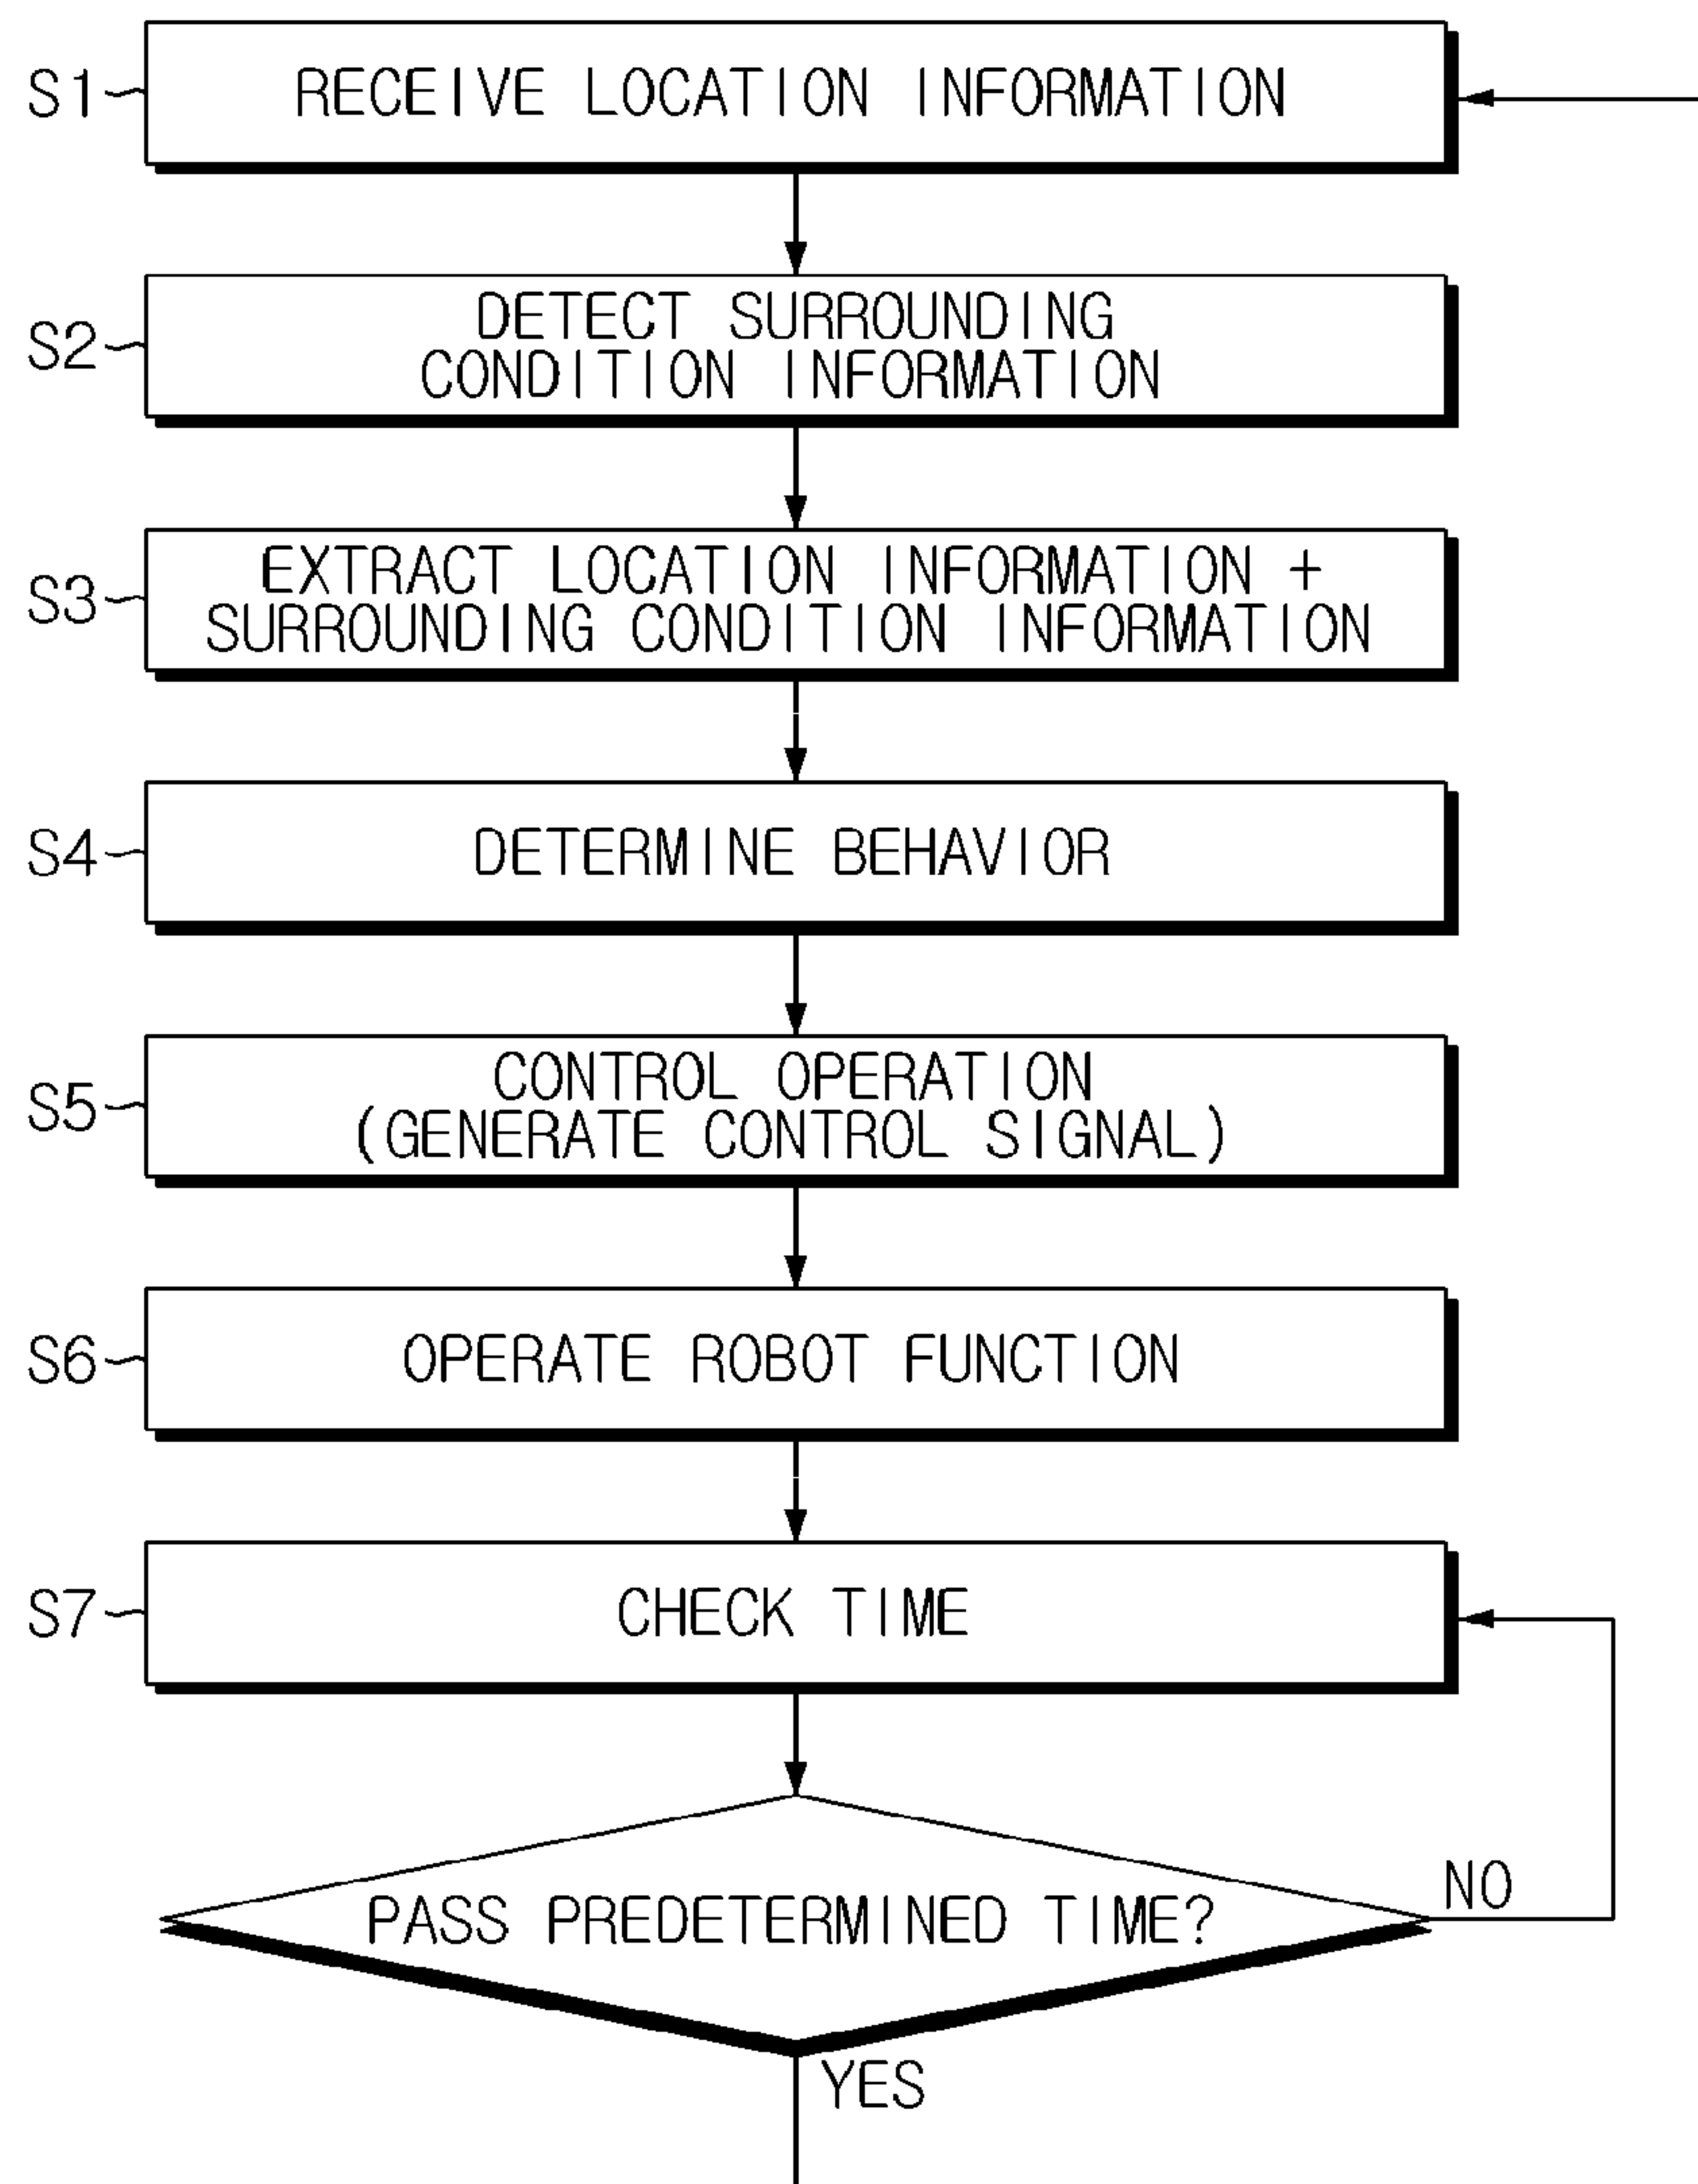 S1
RECEIVE LOCATION INFORMATION
S2
DETECT SURROUNDING
CONDITION INFORMATION
S3
EXTRACT LOCATION INFORMATION +
SURROUNDING CONDITION INFORMATION
S4
DETERMINE BEHAVIOR
S5
CONTROL OPERATION
(GENERATE CONTROL SIGNAL)
S6
OPERATE ROBOT FUNCTION
S7
CHECK TIME
PASS PREDETERMINED TIME?
NO
YES